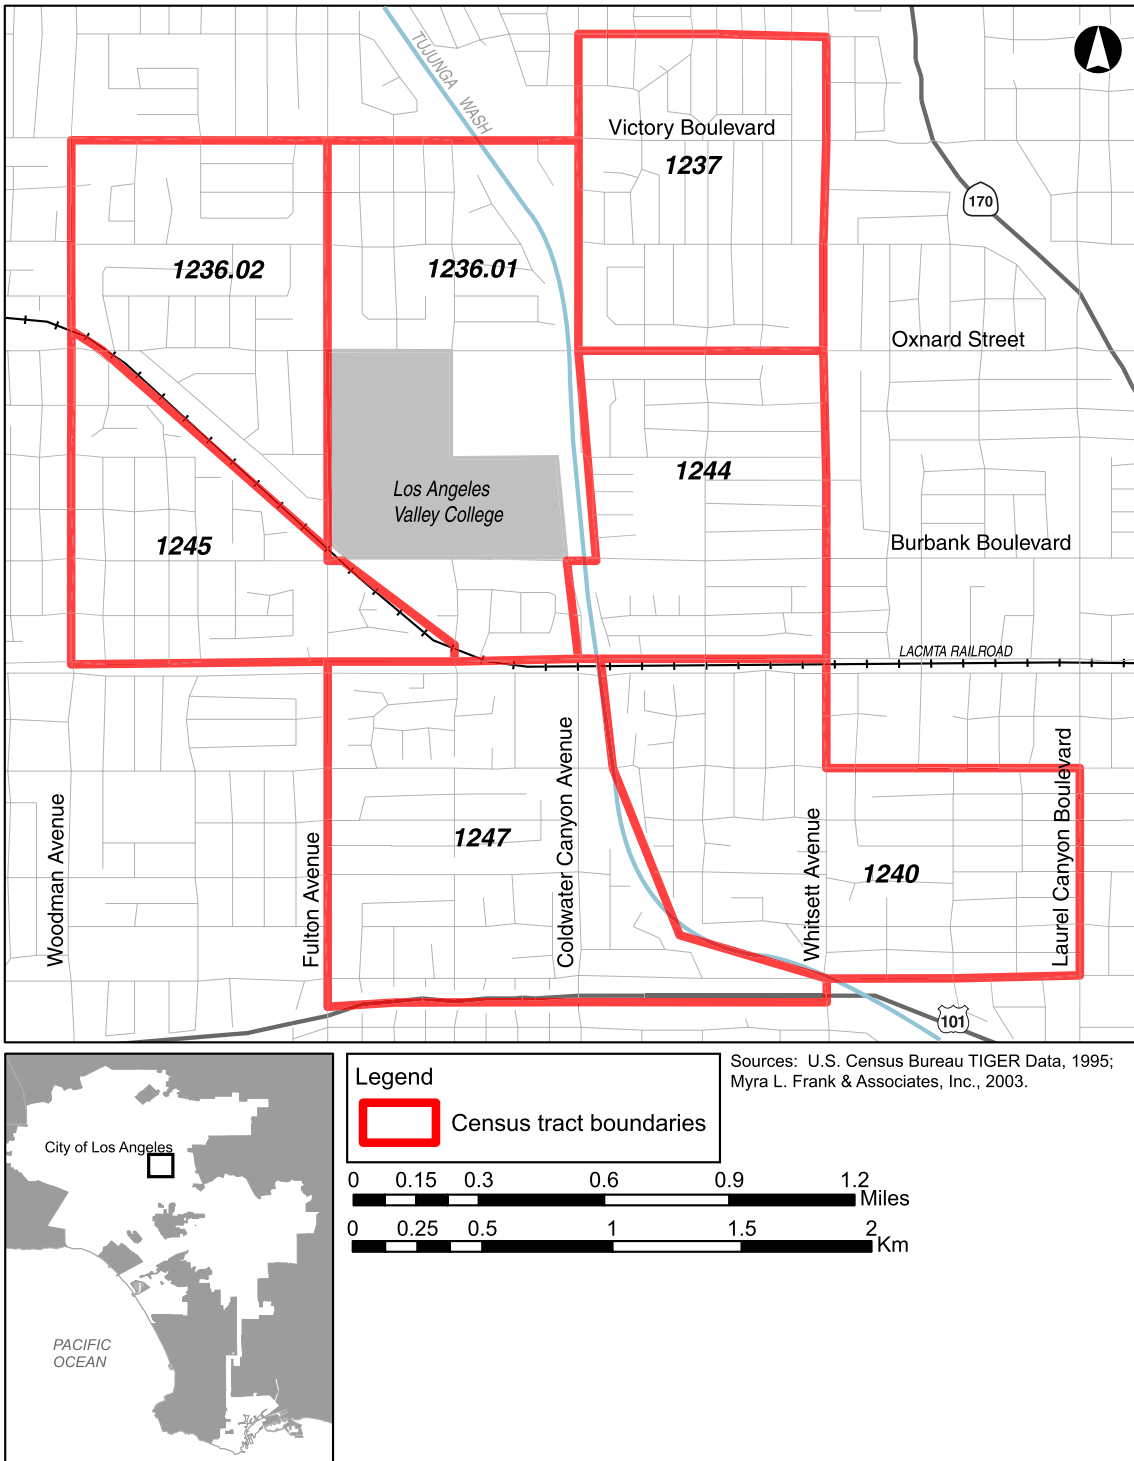 TUJUNGA WASH
Victory Boulevard
1237
170
1236.02
1236.01
Oxnard Street
1244
Los Angeles
Valley College
1245
Burbank Boulevard
LACMTA RAILROAD
Woodman Avenue
Fulton Avenue
1247
Coldwater Canyon Avenue
Whitsett Avenue
1240
Laurel Canyon Boulevard
101
City of Los Angeles
PACIFIC
OCEAN
Legend
Census tract boundaries
0 0.15 0.3 0.6 0.9 1.2
Miles
0 0.25 0.5 1 1.5 2
Km
Sources: U.S. Census Bureau TIGER Data, 1995;
Myra L. Frank & Associates, Inc., 2003.